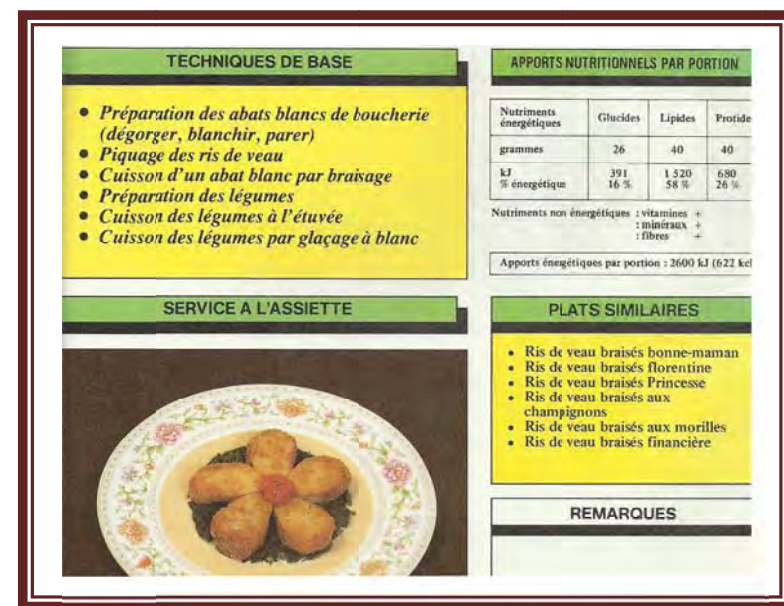 TECHNIQUES DE BASE
● Préparation des abats blancs de boucherie
(dégorger, blanchir, parer)
● Piquage des ris de veau
● Cuisson d'un abat blanc par braisage
● Préparation des légumes
● Cuisson des légumes à l'étuvée
● Cuisson des légumes par glaçage à blanc
APPORTS NUTRITIONNELS PAR PORTION
Nutriments énergétiques Glucides Lipides Protide
grammes 26 40 40
kJ 391 1 520 680
% énergétique 16 % 58 % 26 %
Nutriments non énergétiques : vitamines +
: minéraux +
: fibres +
Apports énegétiques par portion : 2600 kJ (622 kcl
SERVICE A L'ASSIETTE
PLATS SIMILAIRES
• Ris de veau braisés bonne-maman
• Ris de veau braisés florentine
• Ris de veau braisés Princesse
• Ris de veau braisés aux
champignons
• Ris de veau braisés aux morilles
• Ris de veau braisés financière
REMARQUES